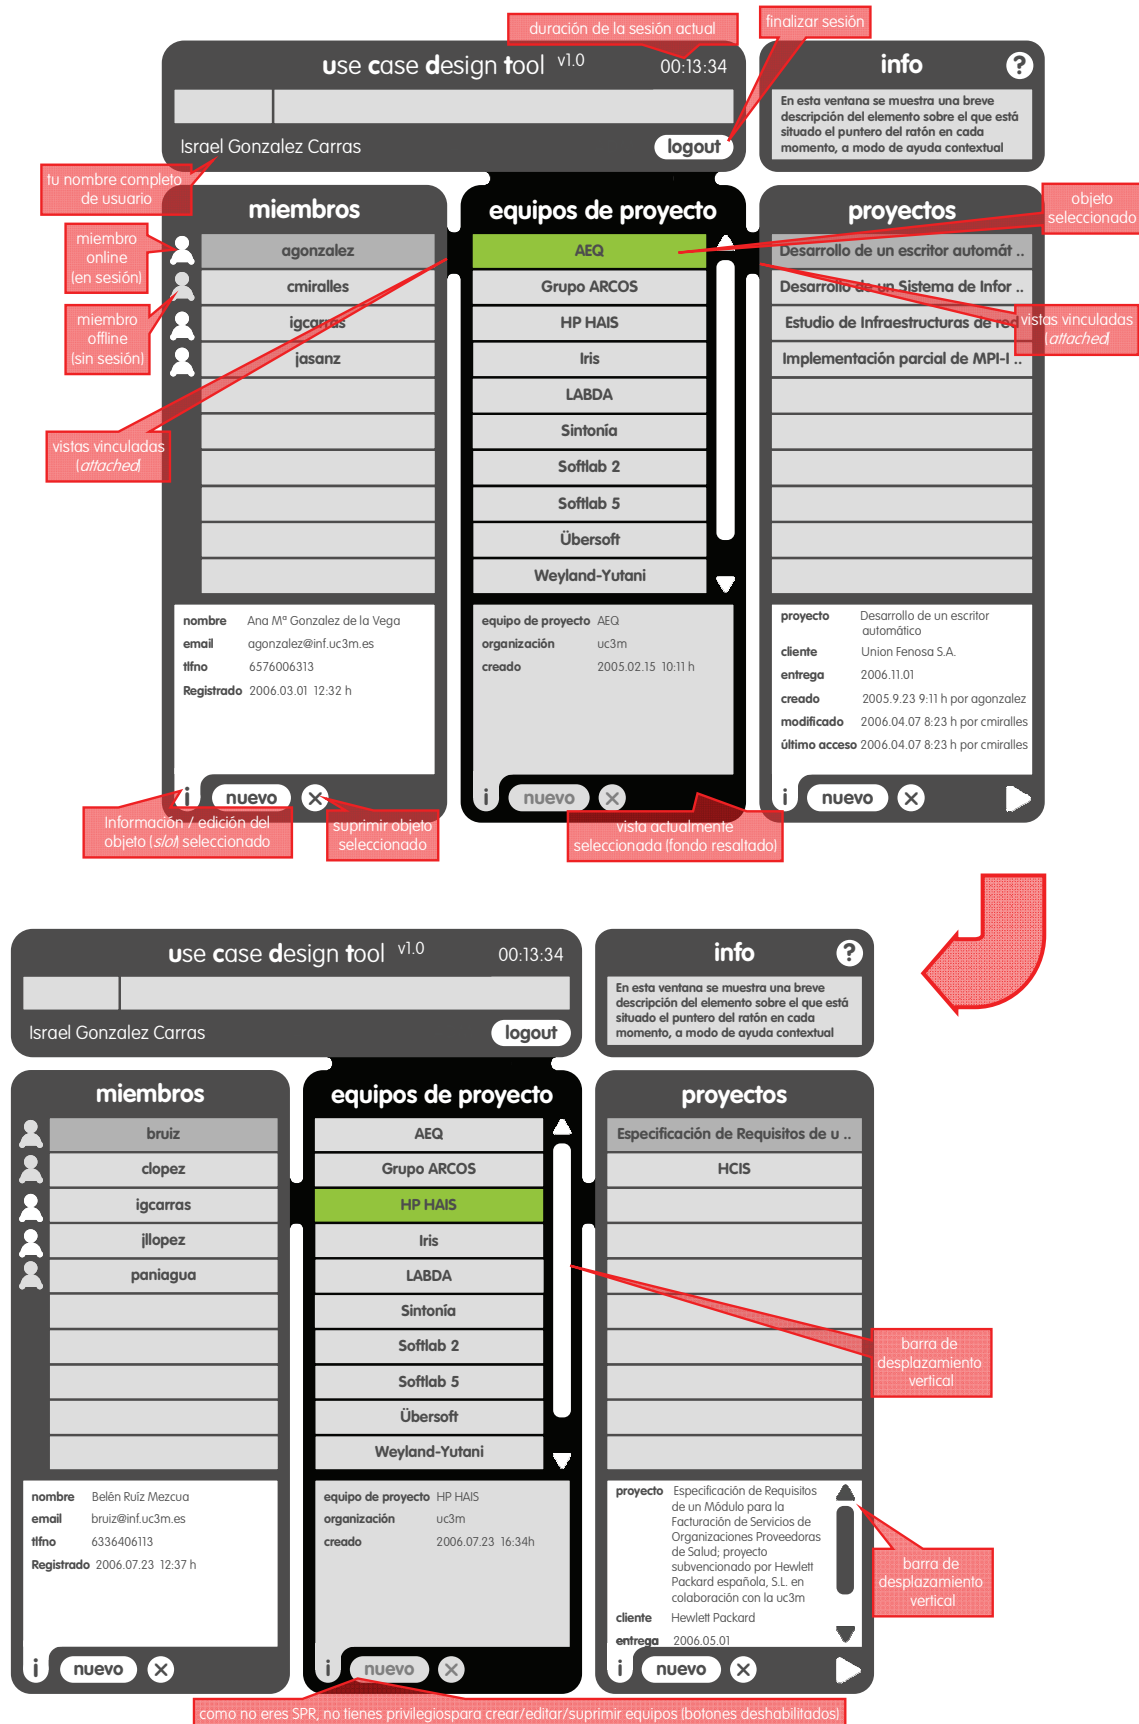 duración de la sesión actual
finalizar sesión
use case design tool v1.0
00:13:34
info
?
En esta ventana se muestra una breve
descripción del elemento sobre el que está
situado el puntero del ratón en cada
momento, a modo de ayuda contextual
Israel Gonzalez Carras
logout
tu nombre completo
de usuario
miembros
equipos de proyecto
proyectos
objeto
seleccionado
miembro
online
(en sesión)
miembro
offline
(sin sesión)
agonzalez
cmiralles
igcarras
jasanz
AEQ
Grupo ARCOS
HP HAIS
Iris
LABDA
Sintonía
Softlab 2
Softlab 5
Übersoft
Weyland-Yutani
Desarrollo de un escritor automát ..
Desarrollo de un Sistema de Infor ..
Estudio de Infraestructuras de red
Implementación parcial de MPI-I ..
vistas vinculadas
(attached)
vistas vinculadas
(attached)
nombre Ana Mª Gonzalez de la Vega
email agonzalez@inf.uc3m.es
tlfno 6576006313
Registrado 2006.03.01 12:32 h
equipo de proyecto AEQ
organización uc3m
creado 2005.02.15 10:11 h
proyecto Desarrollo de un escritor
automático
cliente Union Fenosa S.A.
entrega 2006.11.01
creado 2005.9.23 9:11 h por agonzalez
modificado 2006.04.07 8:23 h por cmiralles
último acceso 2006.04.07 8:23 h por cmiralles
i nuevo
i nuevo
i nuevo
Información / edición del
objeto (slot) seleccionado
suprimir objeto
seleccionado
vista actualmente
seleccionada (fondo resaltado)
use case design tool v1.0
00:13:34
info
?
En esta ventana se muestra una breve
descripción del elemento sobre el que está
situado el puntero del ratón en cada
momento, a modo de ayuda contextual
Israel Gonzalez Carras
logout
miembros
equipos de proyecto
proyectos
bruiz
clopez
igcarras
jllopez
paniagua
AEQ
Grupo ARCOS
HP HAIS
Iris
LABDA
Sintonía
Softlab 2
Softlab 5
Übersoft
Weyland-Yutani
Especificación de Requisitos de u ..
HCIS
barra de
desplazamiento
vertical
nombre Belén Ruíz Mezcua
email bruiz@inf.uc3m.es
tlfno 6336406113
Registrado 2006.07.23 12:37 h
equipo de proyecto HP HAIS
organización uc3m
creado 2006.07.23 16:34h
proyecto Especificación de Requisitos
de un Módulo para la
Facturación de Servicios de
Organizaciones Proveedoras
de Salud; proyecto
subvencionado por Hewlett
Packard española, S.L. en
colaboración con la uc3m
cliente Hewlett Packard
entrega 2006.05.01
barra de
desplazamiento
vertical
i nuevo
i nuevo
i nuevo
como no eres SPR, no tienes privilegiospara crear/editar/suprimir equipos (botones deshabilitados)